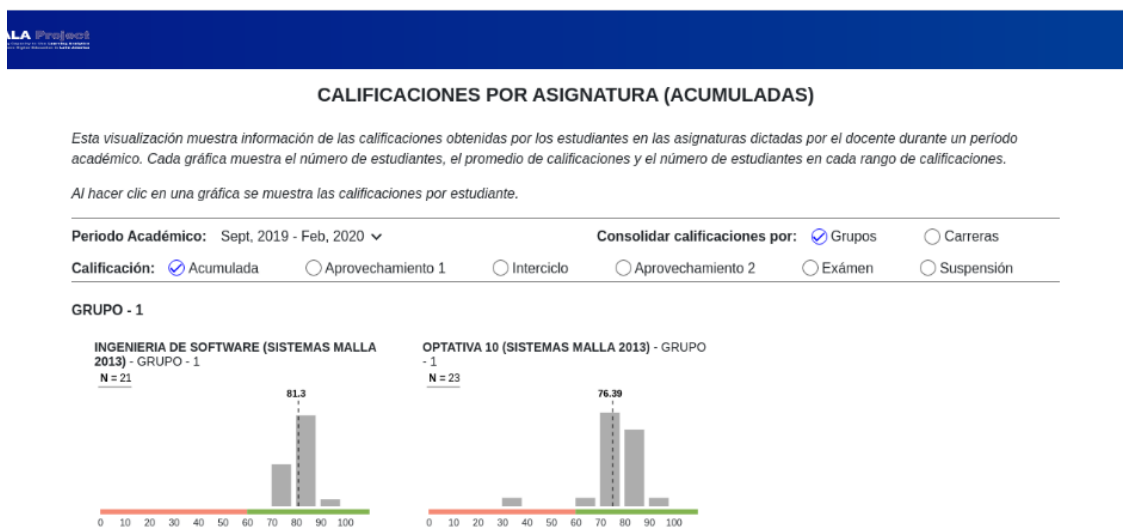 LA Project
CALIFICACIONES POR ASIGNATURA (ACUMULADAS)
Esta visualización muestra información de las calificaciones obtenidas por los estudiantes en las asignaturas dictadas por el docente durante un período
académico. Cada gráfica muestra el número de estudiantes, el promedio de calificaciones y el número de estudiantes en cada rango de calificaciones.
Al hacer clic en una gráfica se muestra las calificaciones por estudiante.
Periodo Académico: Sept, 2019 - Feb, 2020 Consolidar calificaciones por: Grupos Carreras
Calificación: Acumulada Aprovechamiento 1 Interciclo Aprovechamiento 2 Exámen Suspensión
GRUPO - 1
INGENIERIA DE SOFTWARE (SISTEMAS MALLA
2013) - GRUPO - 1
N = 21
81.3
0 10 20 30 40 50 60 70 80 90 100
OPTATIVA 10 (SISTEMAS MALLA 2013) - GRUPO
- 1
N = 23
76.39
0 10 20 30 40 50 60 70 80 90 100